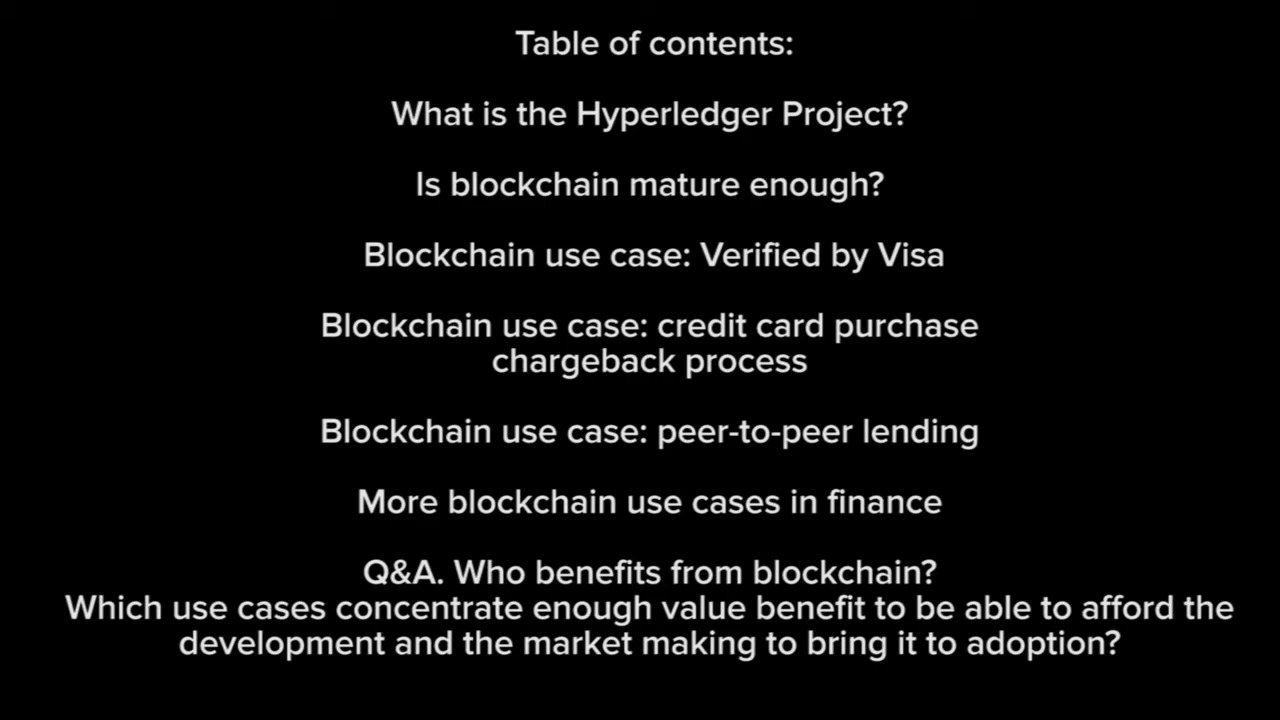 Table of contents:
What is the Hyperledger Project?
Is blockchain mature enough?
Blockchain use case: Verified by Visa
Blockchain use case: credit card purchase
chargeback process
Blockchain use case: peer-to-peer lending
More blockchain use cases in finance
Q&A. Who benefits from blockchain?
Which use cases concentrate enough value benefit to be able to afford the
development and the market making to bring it to adoption?